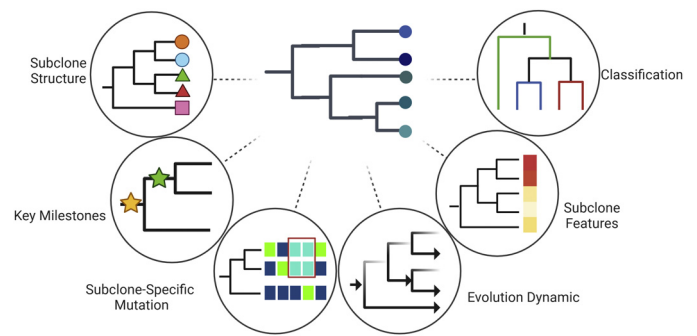 Subclone
Structure
Classification
Key Milestones
Subclone
Features
Subclone-Specific
Mutation
Evolution Dynamic